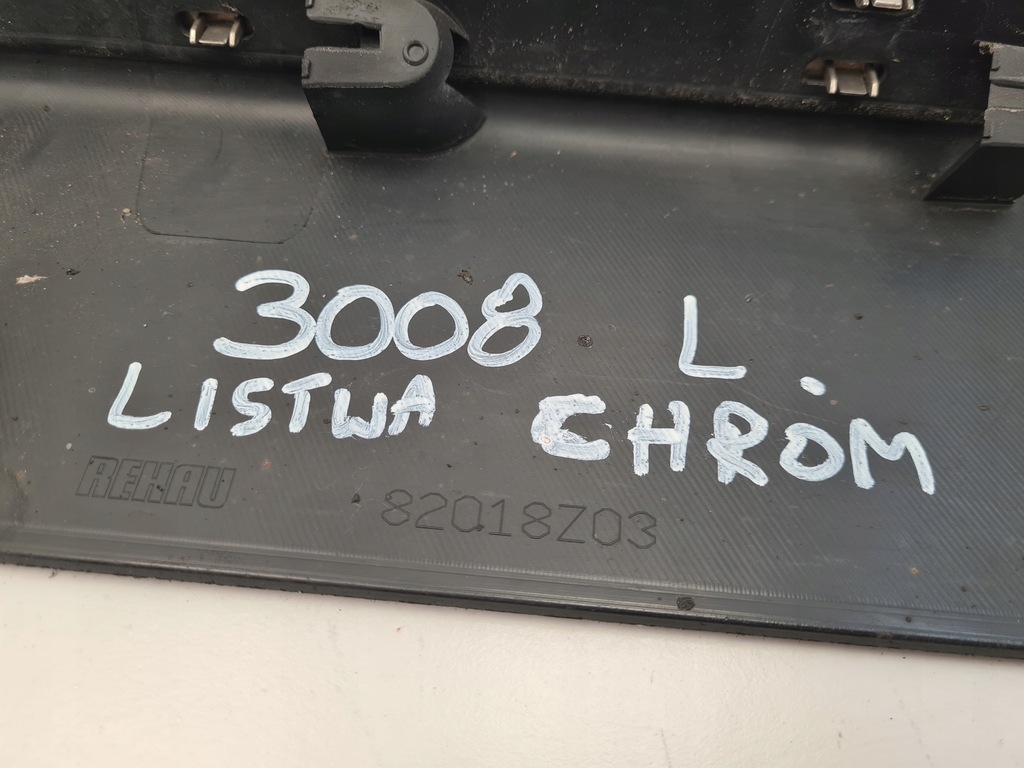 3008 L.
LISTWA CHROM
REHAU 82018Z03